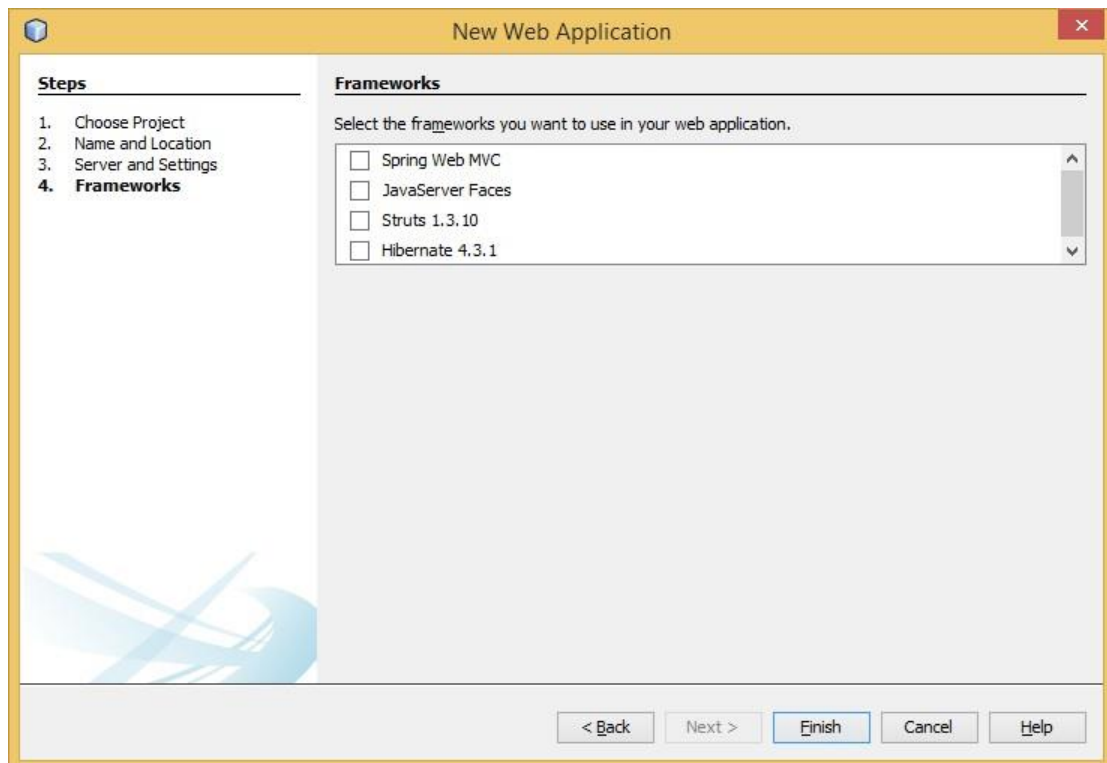 New Web Application
Steps
1. Choose Project
2. Name and Location
3. Server and Settings
4. Frameworks
Frameworks
Select the frameworks you want to use in your web application.
Spring Web MVC
JavaServer Faces
Struts 1.3.10
Hibernate 4.3.1
< Back Next > Finish Cancel Help